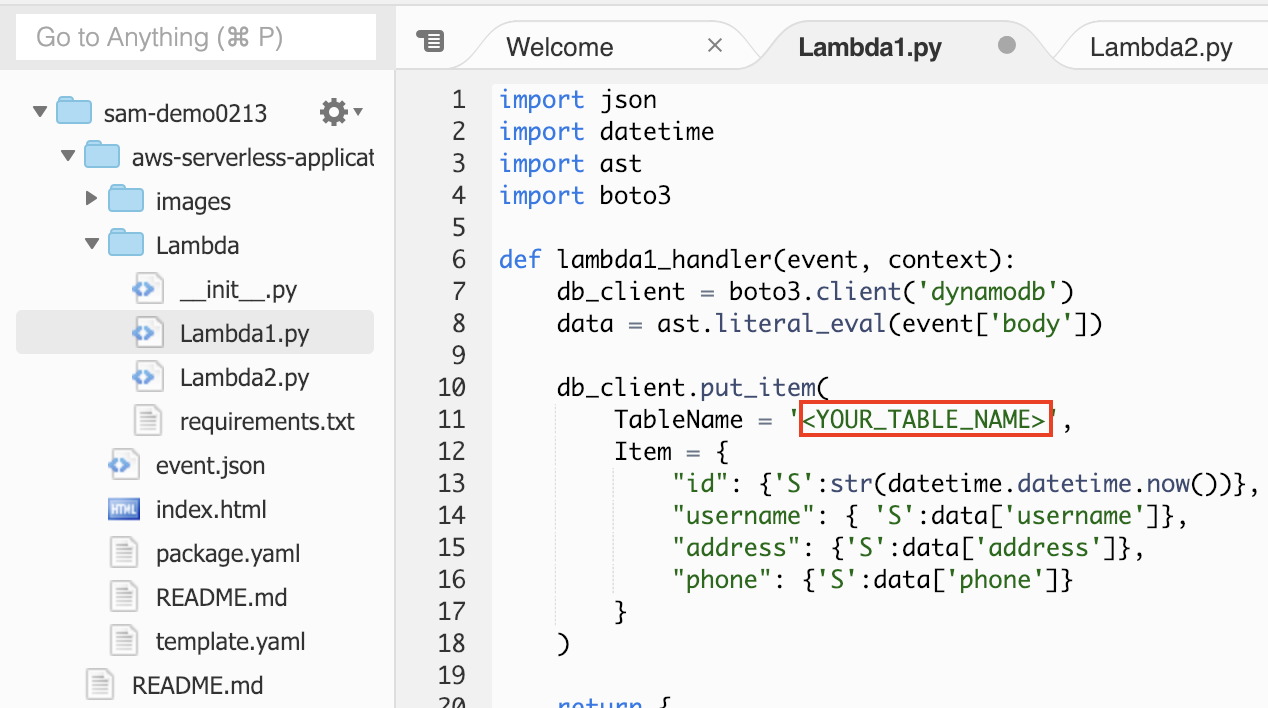 Go to Anything (⌘ P)
Welcome
Lambda1.py
Lambda2.py
sam-demo0213
aws-serverless-applicat
images
Lambda
__init__.py
Lambda1.py
Lambda2.py
requirements.txt
event.json
HTML
index.html
package.yaml
README.md
template.yaml
README.md
1 import json
2 import datetime
3 import ast
4 import boto3
5
6 def lambda1_handler(event, context):
7     db_client = boto3.client('dynamodb')
8     data = ast.literal_eval(event['body'])
9
10     db_client.put_item(
11         TableName = '<YOUR_TABLE_NAME>',
12         Item = {
13             "id": {'S':str(datetime.datetime.now())},
14             "username": { 'S':data['username']},
15             "address": {'S':data['address']},
16             "phone": {'S':data['phone']}
17         }
18     )
19
20     return {